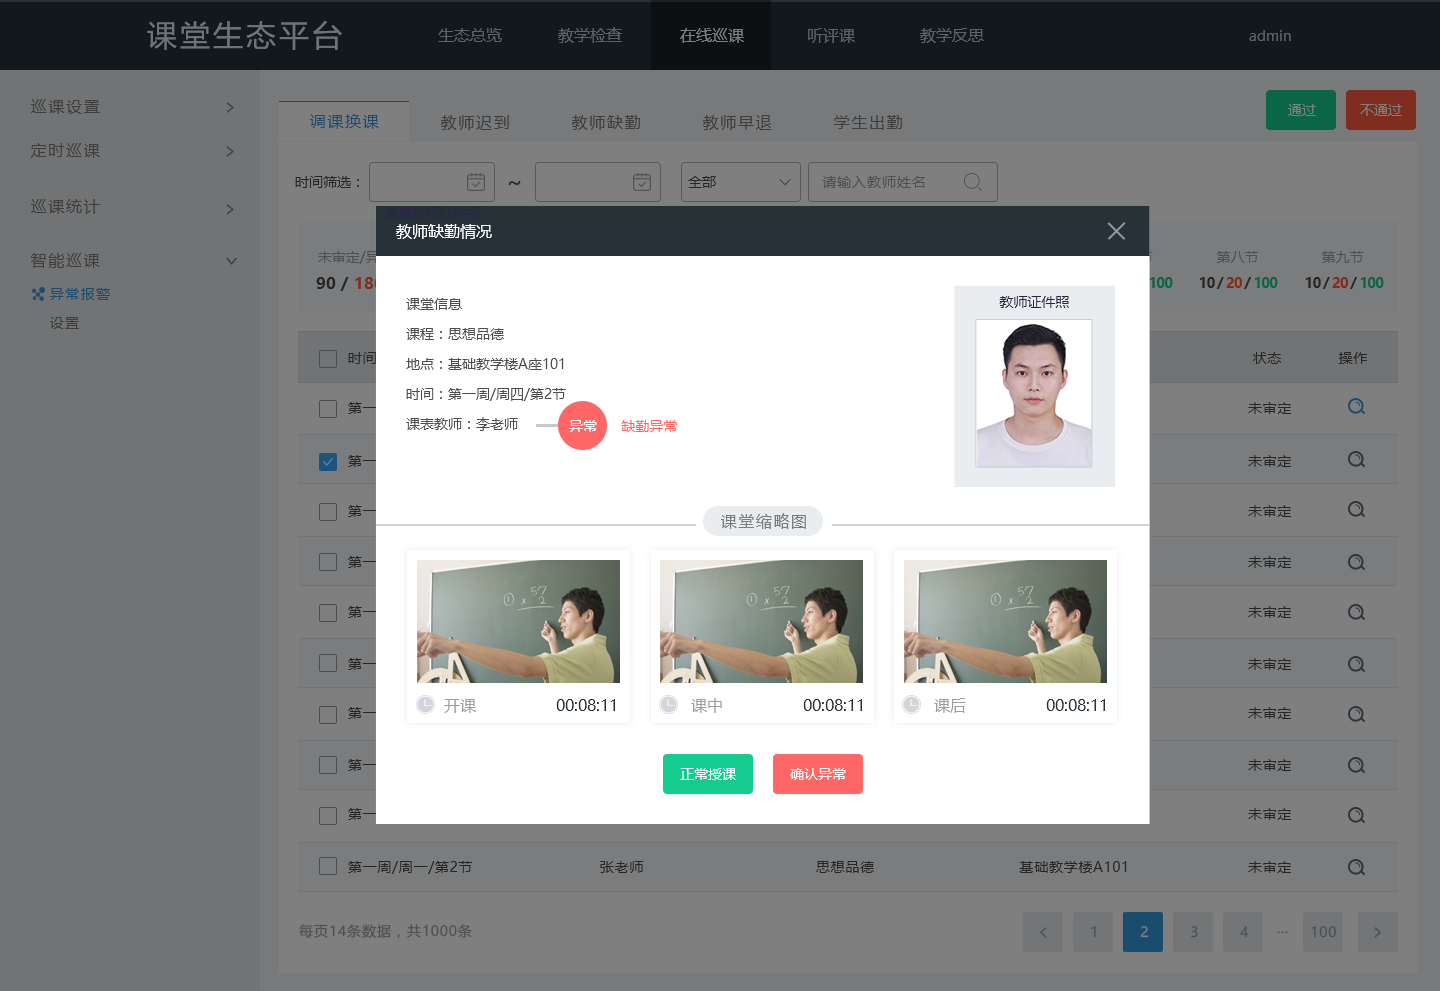 课堂生态平台 生态总览 教学检查 在线巡课 听评课 教学反思 admin
巡课设置
定时巡课
巡课统计
智能巡课
异常报警
设置
调课换课 教师迟到 教师缺勤 教师早退 学生出勤 通过 不通过
时间筛选： ~ 全部 请输入教师姓名
未审定/异 第八节 第九节
90 / 180 100 10 / 20 / 100 10 / 20 / 100
时间 状态 操作
第一 未审定
第一 未审定
第一 未审定
第一 未审定
第一 未审定
第一 未审定
第一 未审定
第一 未审定
第一 未审定
第一周/周一/第2节 张老师 思想品德 基础教学楼A101 未审定
每页14条数据，共1000条 1 2 3 4 ··· 100
教师缺勤情况
课堂信息
课程：思想品德
地点：基础教学楼A座101
时间：第一周/周四/第2节
课表教师：李老师 异常 缺勤异常
教师证件照
课堂缩略图
① x 57
2
① x 57
2
① x 57
2
开课 00:08:11
课中 00:08:11
课后 00:08:11
正常授课 确认异常